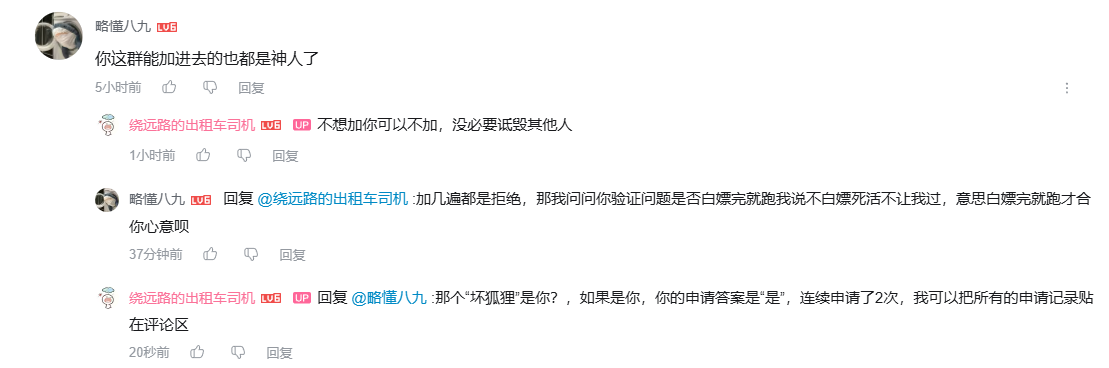 略懂八九 LV6
你这群能加进去的也都是神人了
5小时前 回复
绕远路的出租车司机 LV6 UP 不想加你可以不加，没必要诋毁其他人
1小时前 回复
略懂八九 LV6 回复 @绕远路的出租车司机 :加几遍都是拒绝，那我问问你验证问题是否白嫖完就跑我说不白嫖死活不让我过，意思白嫖完就跑才合
你心意呗
37分钟前 回复
绕远路的出租车司机 LV6 UP 回复 @略懂八九 :那个“坏狐狸”是你？，如果是你，你的申请答案是“是”，连续申请了2次，我可以把所有的申请记录贴
在评论区
20秒前 回复